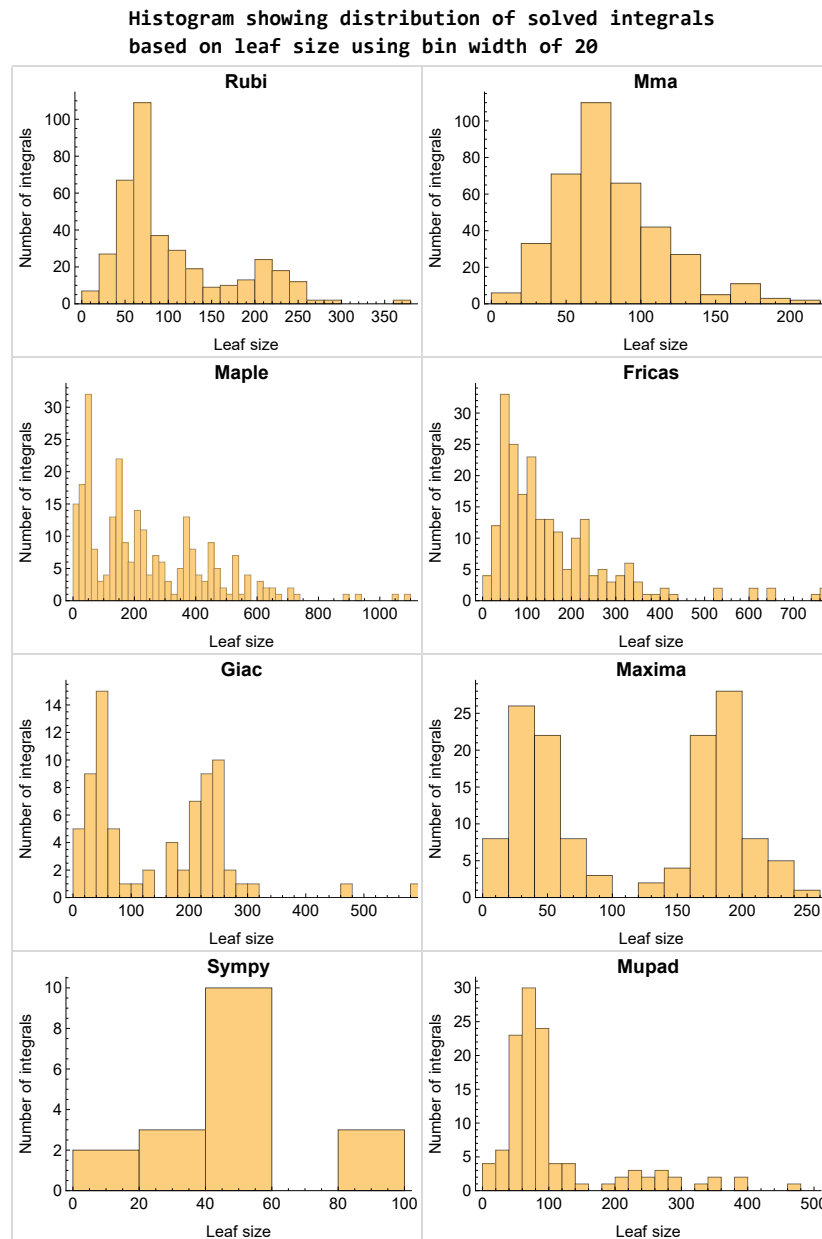 Histogram showing distribution of solved integrals
based on leaf size using bin width of 20
Rubi
Number of integrals
100
80
60
40
20
0
0 50 100 150 200 250 300 350
Leaf size
Mma
Number of integrals
100
80
60
40
20
0
0 50 100 150 200
Leaf size
Maple
Number of integrals
30
25
20
15
10
5
0
0 200 400 600 800 1000
Leaf size
Fricas
Number of integrals
30
25
20
15
10
5
0
0 100 200 300 400 500 600 700
Leaf size
Giac
Number of integrals
14
12
10
8
6
4
2
0
0 100 200 300 400 500
Leaf size
Maxima
Number of integrals
25
20
15
10
5
0
0 50 100 150 200 250
Leaf size
Sympy
Number of integrals
10
8
6
4
2
0
0 20 40 60 80 100
Leaf size
Mupad
Number of integrals
30
25
20
15
10
5
0
0 100 200 300 400 500
Leaf size